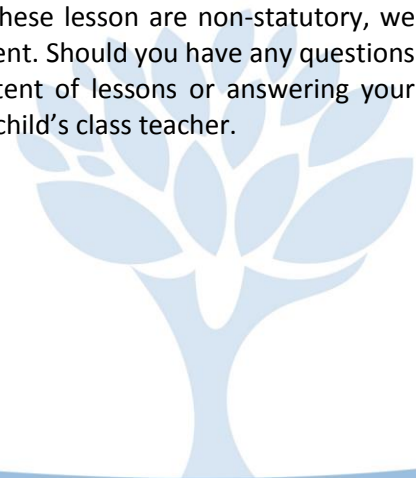 hese lesson are non-statutory, we
ent. Should you have any questions
tent of lessons or answering your
child’s class teacher.